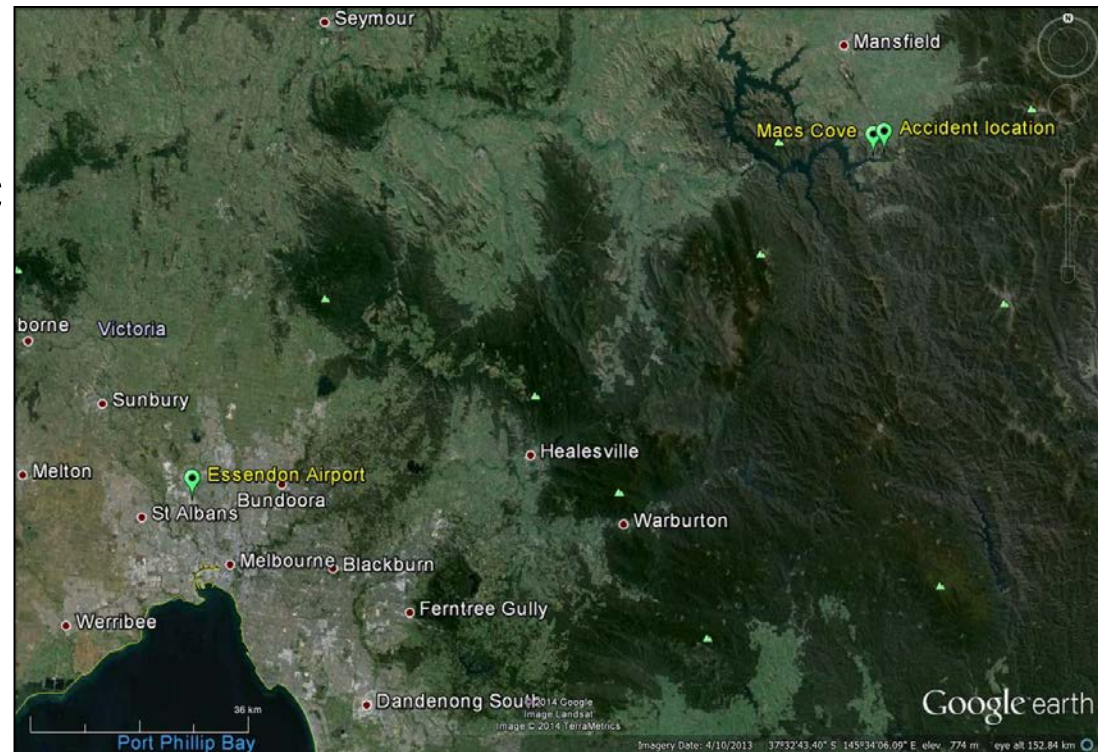 Seymour
Mansfield
Macs Cove
Accident location
borne
Victoria
Sunbury
Healesville
Melton
Essendon Airport
Bundoora
St Albans
Warburton
Melbourne
Blackburn
Ferntree Gully
Werribee
Dandenong South
36 km
Port Phillip Bay
©2014 Google
Image Landsat
Image © 2014 TerraMetrics
Google earth
Imagery Date: 4/10/2013 37°32'43.40" S 145°34'06.09" E elev 774 m eye alt 152.84 km
N